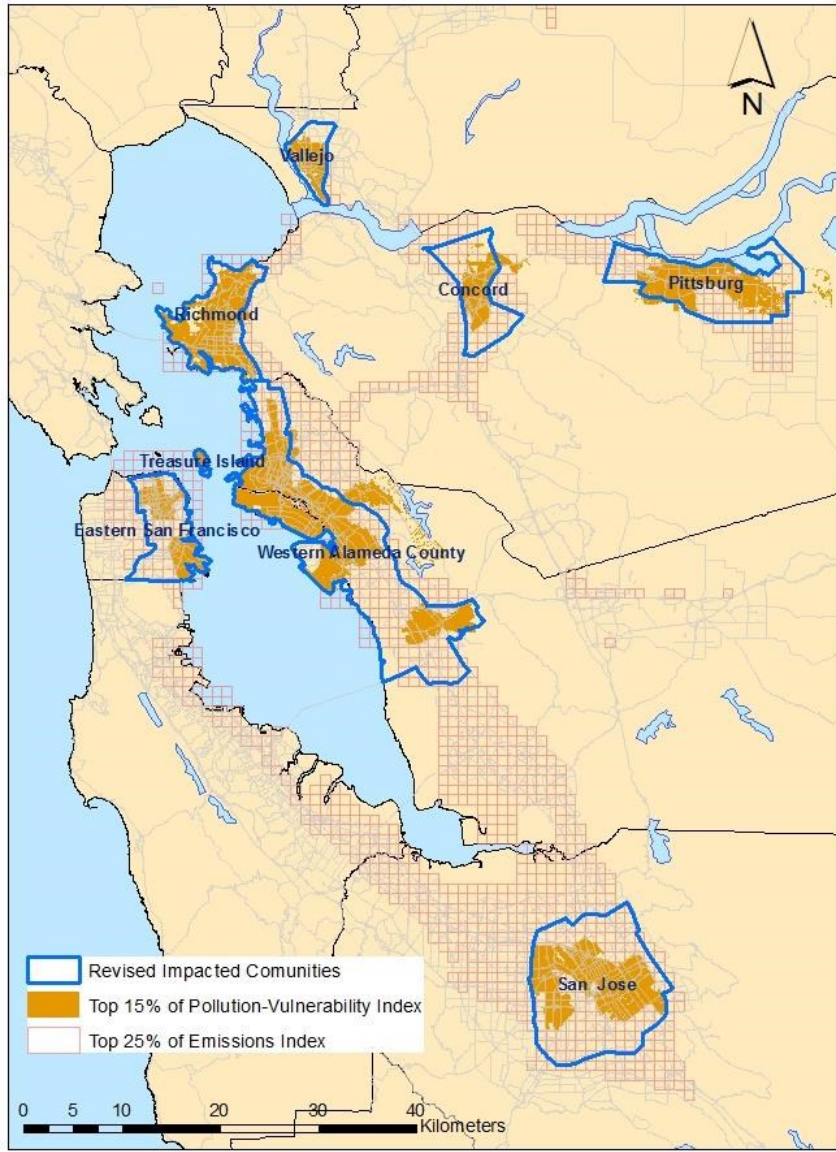 N
Vallejo
Concord
Pittsburg
Richmond
Treasure Island
Eastern San Francisco
Western Alameda County
San Jose
Revised Impacted Comunities
Top 15% of Pollution-Vulnerability Index
Top 25% of Emissions Index
0 5 10 20 30 40
Kilometers